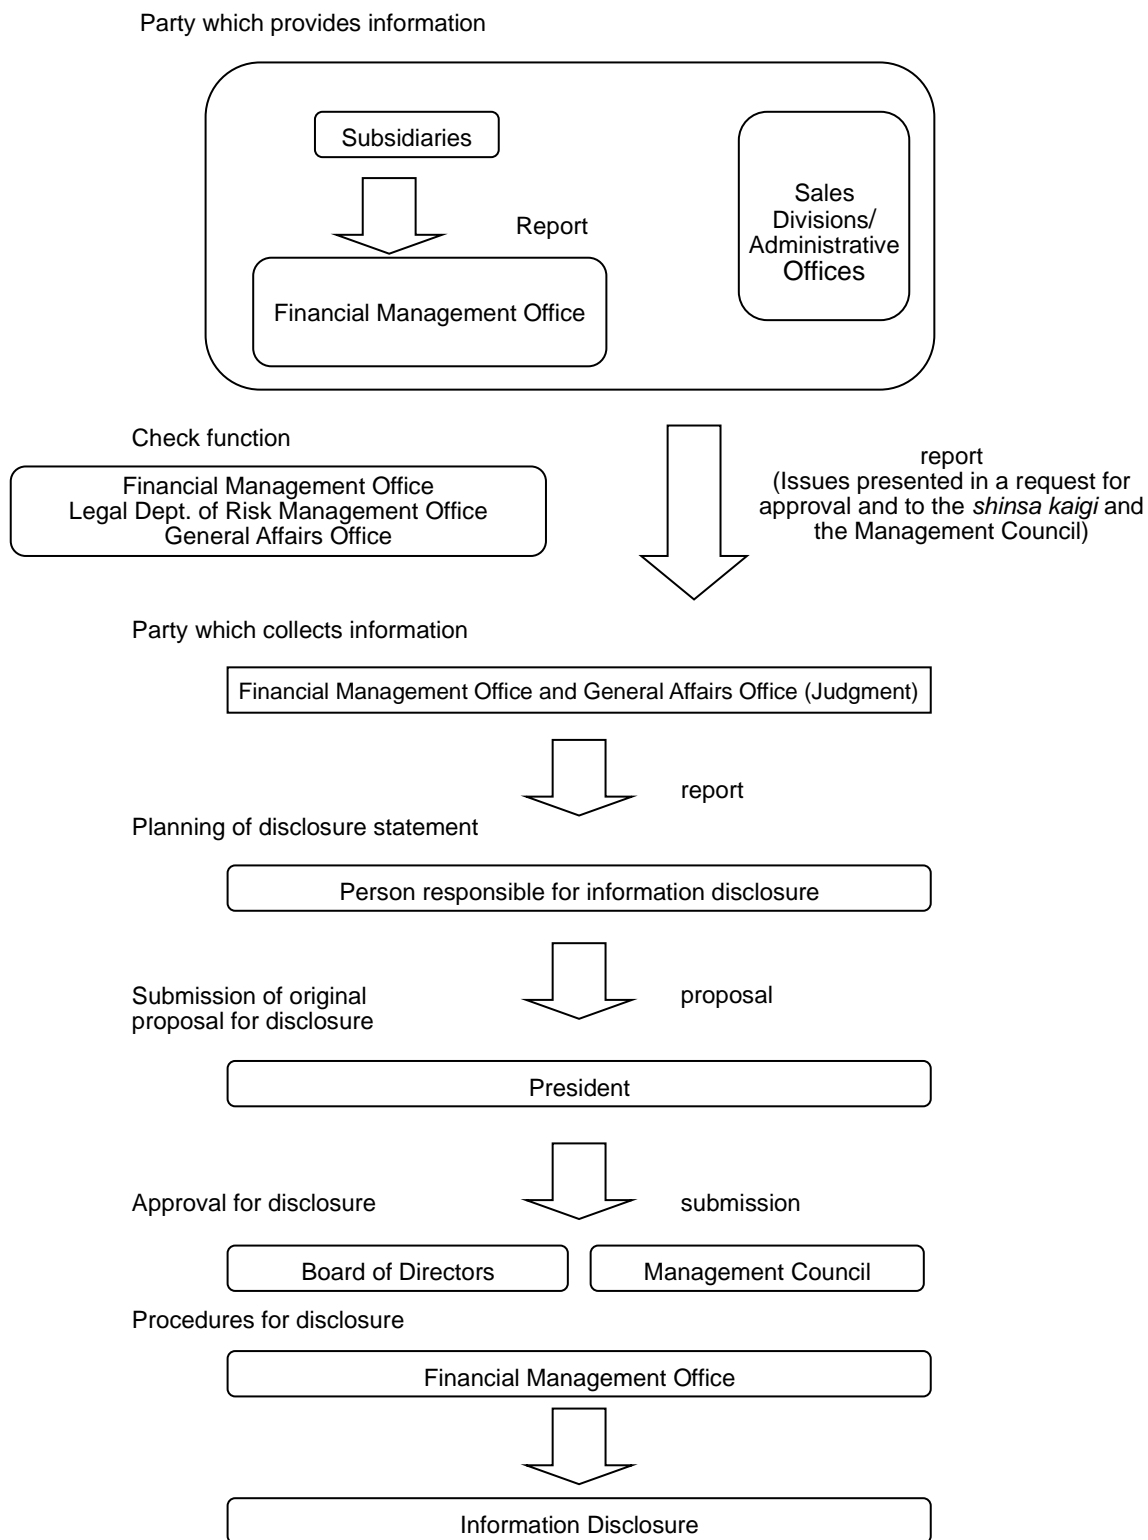 Party which provides information
Subsidiaries
Report
Financial Management Office
Sales
Divisions/
Administrative
Offices
Check function
Financial Management Office
Legal Dept. of Risk Management Office
General Affairs Office
report
(Issues presented in a request for
approval and to the shinsa kaigi and
the Management Council)
Party which collects information
Financial Management Office and General Affairs Office (Judgment)
report
Planning of disclosure statement
Person responsible for information disclosure
Submission of original
proposal for disclosure
proposal
President
Approval for disclosure
submission
Board of Directors
Management Council
Procedures for disclosure
Financial Management Office
Information Disclosure